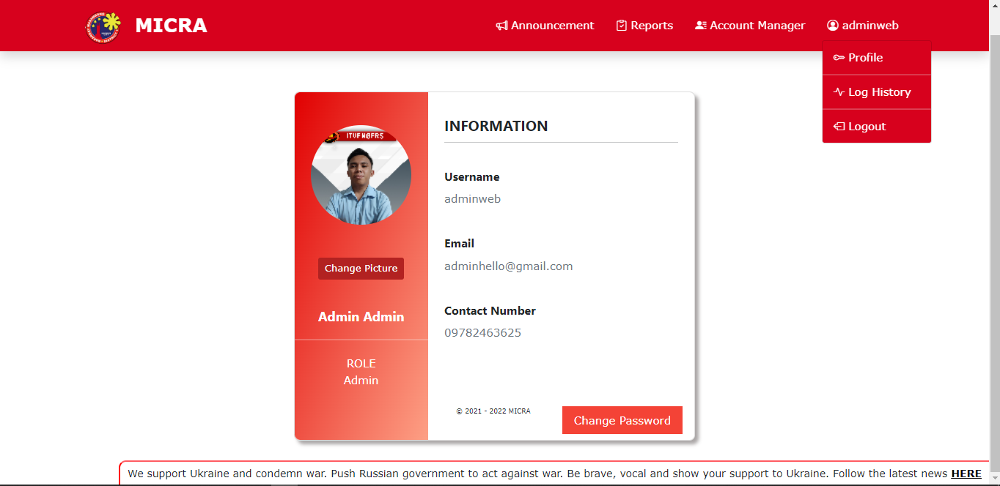 MICRA
Announcement
Reports
Account Manager
adminweb
Profile
Log History
Logout
Change Picture
Admin Admin
ROLE
Admin
INFORMATION
Username
adminweb
Email
adminhello@gmail.com
Contact Number
09782463625
© 2021 - 2022 MICRA
Change Password
We support Ukraine and condemn war. Push Russian government to act against war. Be brave, vocal and show your support to Ukraine. Follow the latest news HERE